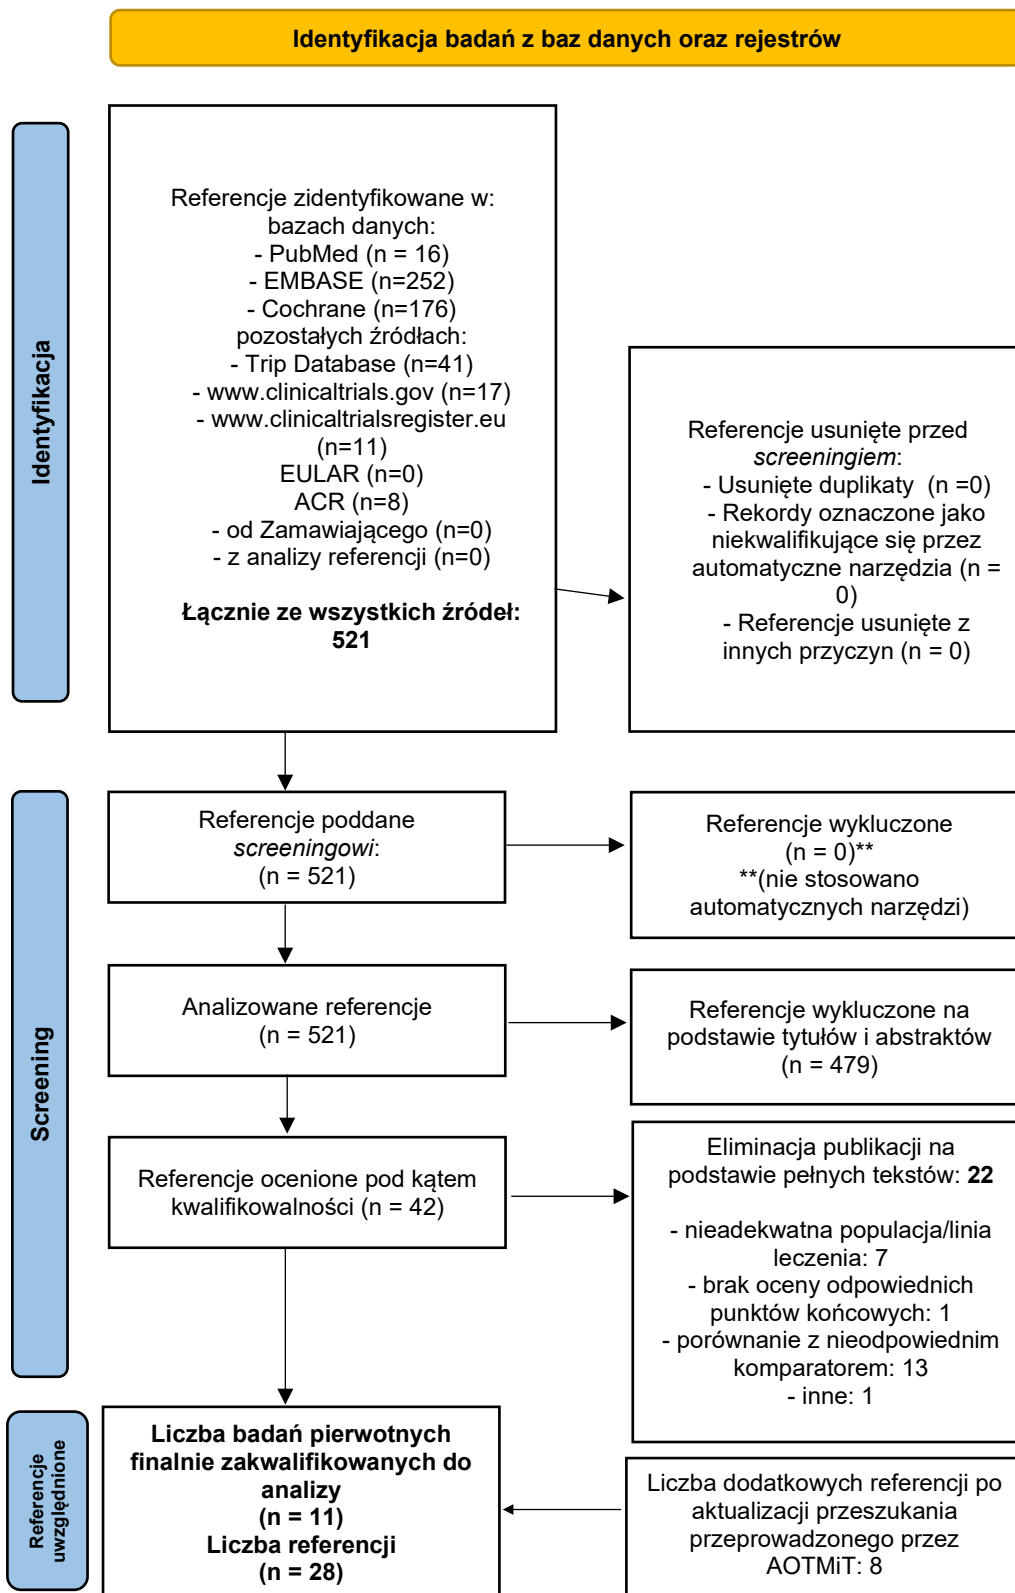 Identyfikacja badań z baz danych oraz rejestrów
Identyfikacja
Referencje zidentyfikowane w:
bazach danych:
- PubMed (n = 16)
- EMBASE (n=252)
- Cochrane (n=176)
pozostałych źródłach:
- Trip Database (n=41)
- www.clinicaltrials.gov (n=17)
- www.clinicaltrialsregister.eu
(n=11)
EULAR (n=0)
ACR (n=8)
- od Zamawiającego (n=0)
- z analizy referencji (n=0)
Łącznie ze wszystkich źródeł:
521
Referencje usunięte przed
screeningiem:
- Usunięte duplikaty (n =0)
- Rekordy oznaczone jako
niekwalifikujące się przez
automatyczne narzędzia (n =
0)
- Referencje usunięte z
innych przyczyn (n = 0)
Screening
Referencje poddane
screeningowi:
(n = 521)
Referencje wykluczone
(n = 0)**
**(nie stosowano
automatycznych narzędzi)
Analizowane referencje
(n = 521)
Referencje wykluczone na
podstawie tytułów i abstraktów
(n = 479)
Referencje ocenione pod kątem
kwalifikowalności (n = 42)
Eliminacja publikacji na
podstawie pełnych tekstów: 22
- nieadekwatna populacja/linia
leczenia: 7
- brak oceny odpowiednich
punktów końcowych: 1
- porównanie z nieodpowiednim
komparatorem: 13
- inne: 1
Referencje
uwzględnione
Liczba badań pierwotnych
finalnie zakwalifikowanych do
analizy
(n = 11)
Liczba referencji
(n = 28)
Liczba dodatkowych referencji po
aktualizacji przeszukania
przeprowadzonego przez
AOTMiT: 8